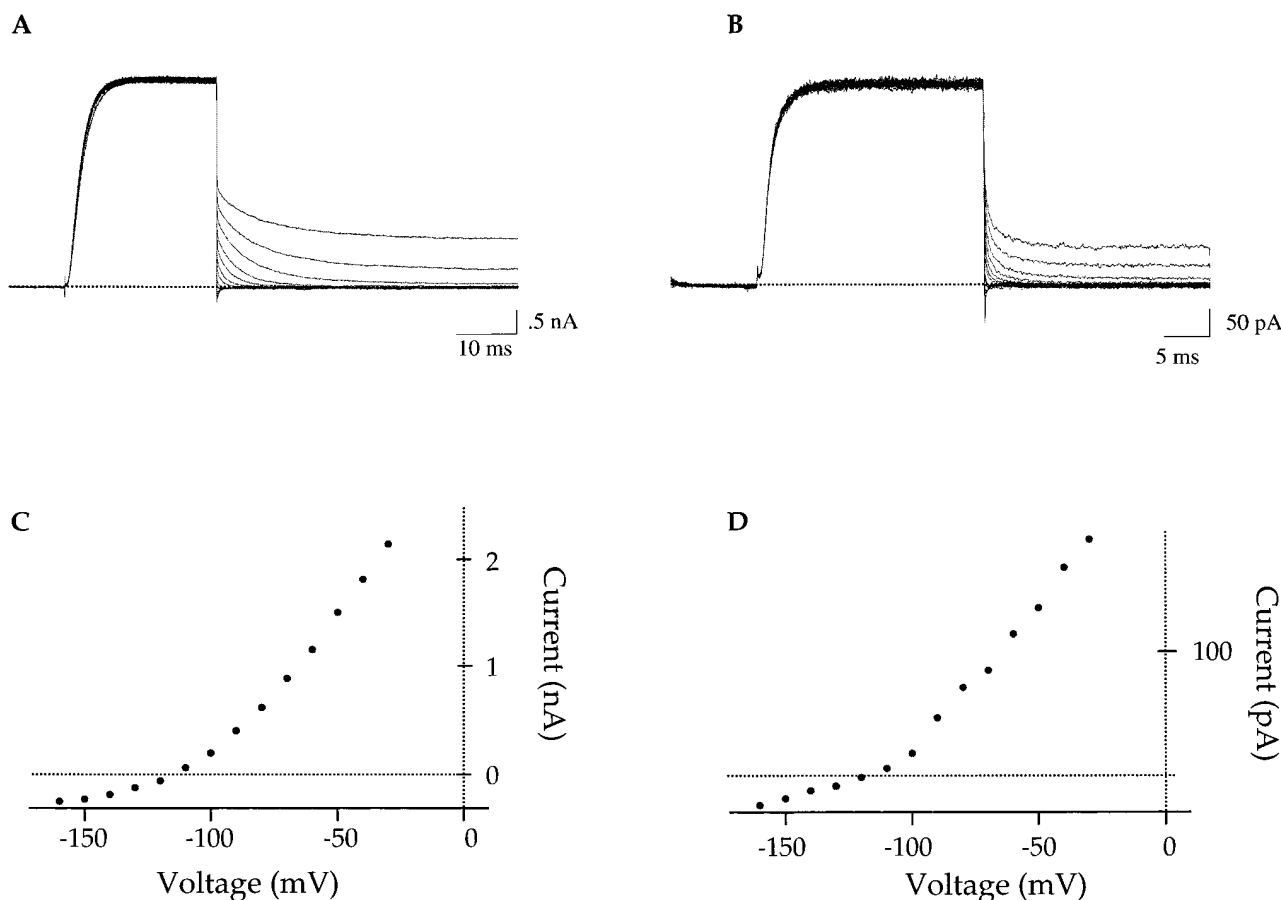 A
.5 nA
10 ms
B
50 pA
5 ms
C
2
1
0
Current (nA)
-150
-100
-50
0
Voltage (mV)
D
100
Current (pA)
-150
-100
-50
0
Voltage (mV)